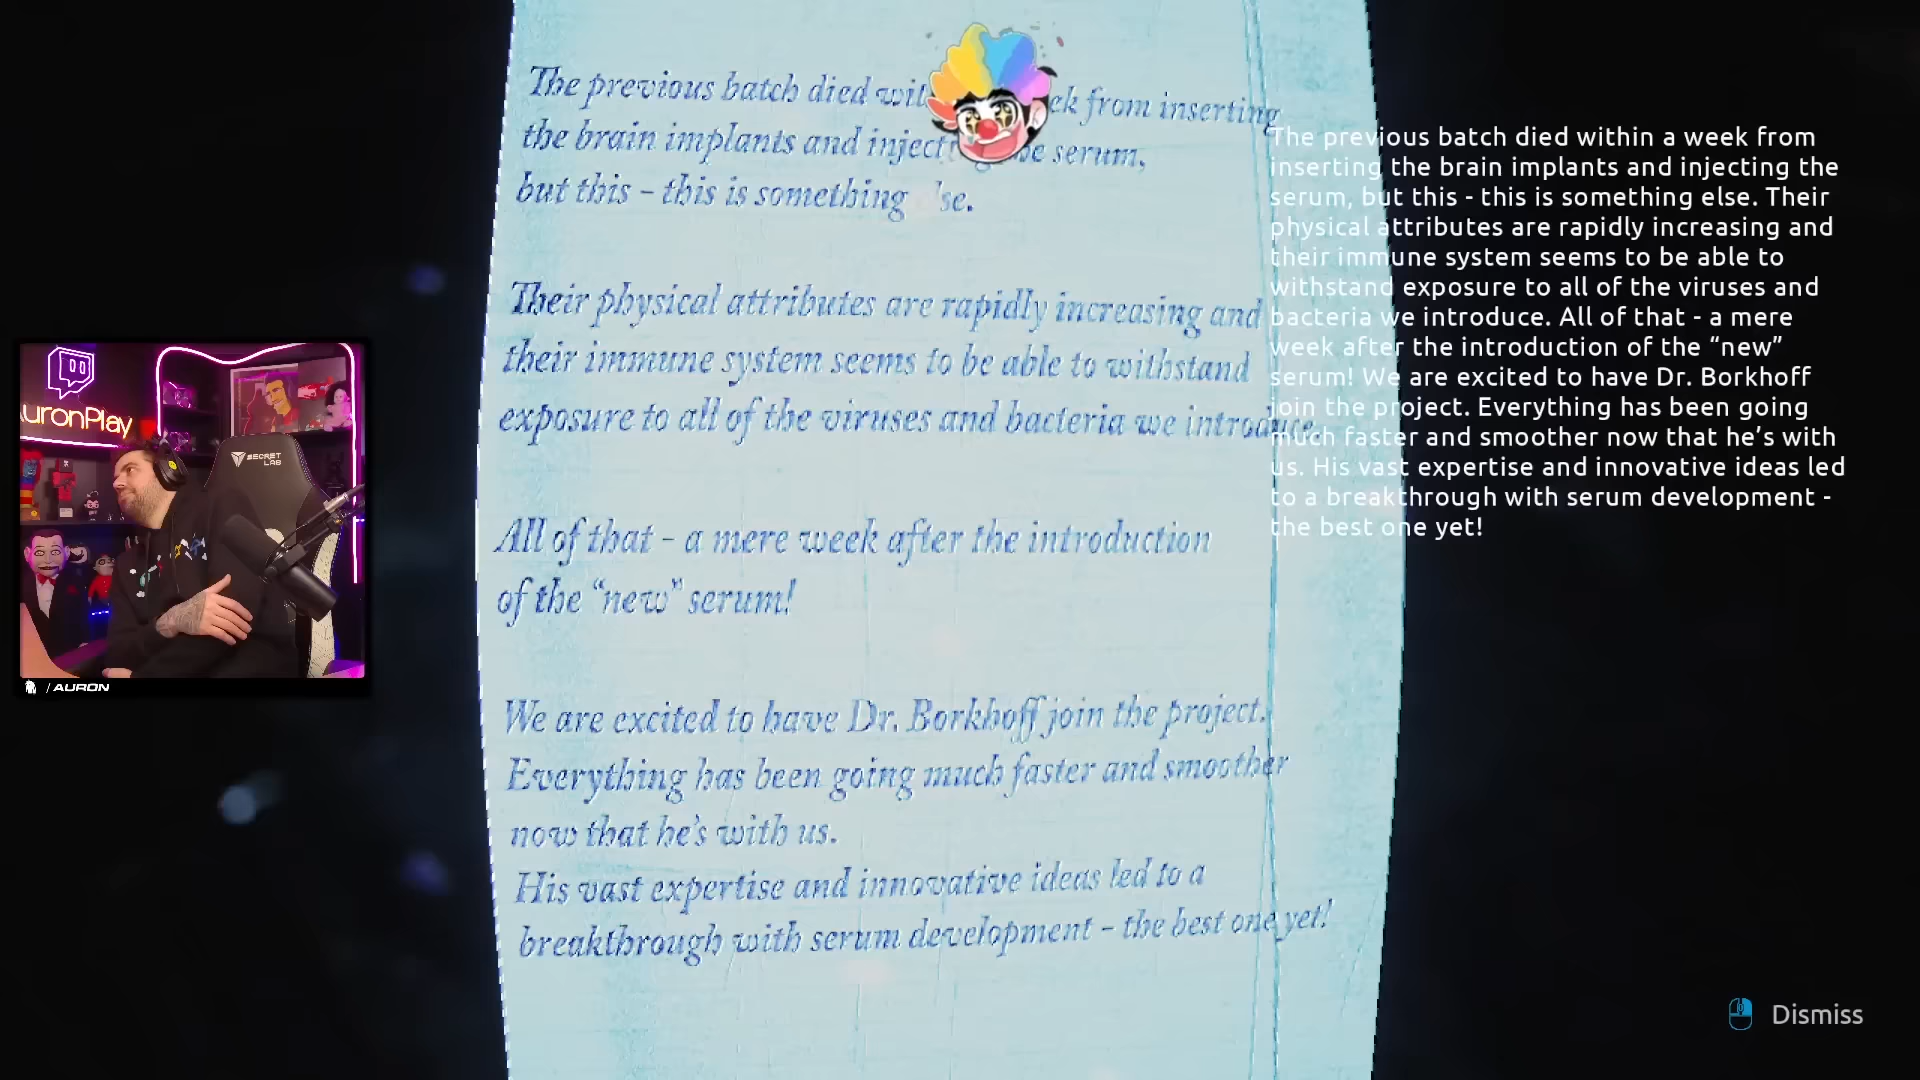 The previous batch died wit ek from inserting
the brain implants and inject he serum,
but this – this is something lse.
Their physical attributes are rapidly increasing and
their immune system seems to be able to withstand
exposure to all of the viruses and bacteria we introduce.
All of that – a mere week after the introduction
of the “new” serum!
We are excited to have Dr. Borkhoff join the project.
Everything has been going much faster and smoother
now that he’s with us.
His vast expertise and innovative ideas led to a
breakthrough with serum development – the best one yet!
The previous batch died within a week from
inserting the brain implants and injecting the
serum, but this - this is something else. Their
physical attributes are rapidly increasing and
their immune system seems to be able to
withstand exposure to all of the viruses and
bacteria we introduce. All of that - a mere
week after the introduction of the “new”
serum! We are excited to have Dr. Borkhoff
join the project. Everything has been going
much faster and smoother now that he’s with
us. His vast expertise and innovative ideas led
to a breakthrough with serum development -
the best one yet!
uronPlay
SECRET
LAB
/ AURON
Dismiss